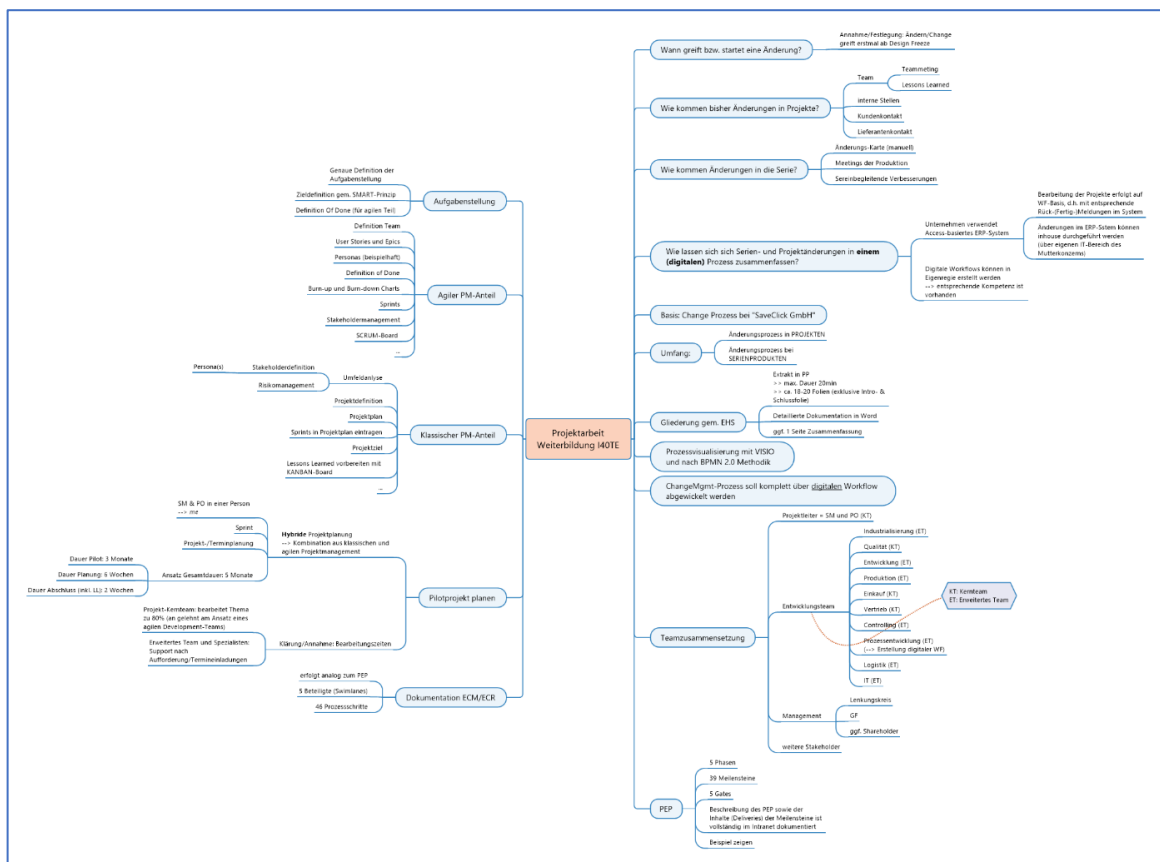 Projektarbeit
Weiterbildung I40TE
Wann greift bzw. startet eine Änderung?
Annahme/Festlegung: Ändern/Change
greift erstmal ab Design Freeze
Wie kommen bisher Änderungen in Projekte?
Team
Teammeting
Lessons Learned
interne Stellen
Kundenkontakt
Lieferantenkontakt
Wie kommen Änderungen in die Serie?
Änderungs-Karte (manuell)
Meetings der Produktion
Sereinbegleitende Verbesserungen
Wie lassen sich sich Serien- und Projektänderungen in einem
(digitalen) Prozess zusammenfassen?
Unternehmen verwendet
Access-basiertes ERP-System
Bearbeitung der Projekte erfolgt auf
WF-Basis, d.h. mit entsprechende
Rück-(Fertig-)Meldungen im System
Änderungen im ERP-Sstem können
inhouse durchgeführt werden
(über eigenen IT-Bereich des
Mutterkonzerns)
Digitale Workflows können in
Eigenregie erstellt werden
--> entsprechende Kompetenz ist
vorhanden
Basis: Change Prozess bei "SaveClick GmbH"
Umfang:
Änderungsprozess in PROJEKTEN
Änderungsprozess bei
SERIENPRODUKTEN
Gliederung gem. EHS
Extrakt in PP
>> max. Dauer 20min
>> ca. 18-20 Folien (exklusive Intro- &
Schlussfolie)
Detaillierte Dokumentation in Word
ggf. 1 Seite Zusammenfassung
Prozessvisualisierung mit VISIO
und nach BPMN 2.0 Methodik
ChangeMgmt-Prozess soll komplett über digitalen Workflow
abgewickelt werden
Teamzusammensetzung
Projektleiter = SM und PO (KT)
Entwicklungsteam
Industrialisierung (ET)
Qualität (KT)
Entwicklung (ET)
Produktion (ET)
Einkauf (KT)
Vertrieb (KT)
Controlling (ET)
Prozessentwicklung (ET)
(--> Erstellung digitaler WF)
Logistik (ET)
IT (ET)
KT: Kernteam
ET: Erweitertes Team
Management
Lenkungskreis
GF
ggf. Shareholder
weitere Stakeholder
PEP
5 Phasen
39 Meilensteine
5 Gates
Beschreibung des PEP sowie der
Inhalte (Deliveries) der Meilensteine ist
vollständig im Intranet dokumentiert
Beispiel zeigen
Aufgabenstellung
Genaue Definition der
Aufgabenstellung
Zieldefinition gem. SMART-Prinzip
Definition Of Done (für agilen Teil)
Agiler PM-Anteil
Definition Team
User Stories und Epics
Personas (beispielhaft)
Definition of Done
Burn-up und Burn-down Charts
Sprints
Stakeholdermanagement
SCRUM-Board
...
Klassischer PM-Anteil
Umfeldanalyse
Stakeholderdefinition
Persona(s)
Risikomanagement
Projektdefinition
Projektplan
Sprints in Projektplan eintragen
Projektziel
Lessons Learned vorbereiten mit
KANBAN-Board
...
Pilotprojekt planen
Hybride Projektplanung
--> Kombination aus klassischen und
agilen Projektmanagement
SM & PO in einer Person
--> me
Sprint
Projekt-/Terminplanung
Ansatz Gesamtdauer: 5 Monate
Dauer Pilot: 3 Monate
Dauer Planung: 6 Wochen
Dauer Abschluss (inkl. LL): 2 Wochen
Klärung/Annahme: Bearbeitungszeiten
Projekt-Kernteam: bearbeitet Thema
zu 80% (an gelehnt am Ansatz eines
agilen Development-Teams)
Erweitertes Team und Spezialisten:
Support nach
Aufforderung/Termineinladungen
Dokumentation ECM/ECR
erfolgt analog zum PEP
5 Beteiligte (Swimlanes)
46 Prozessschritte